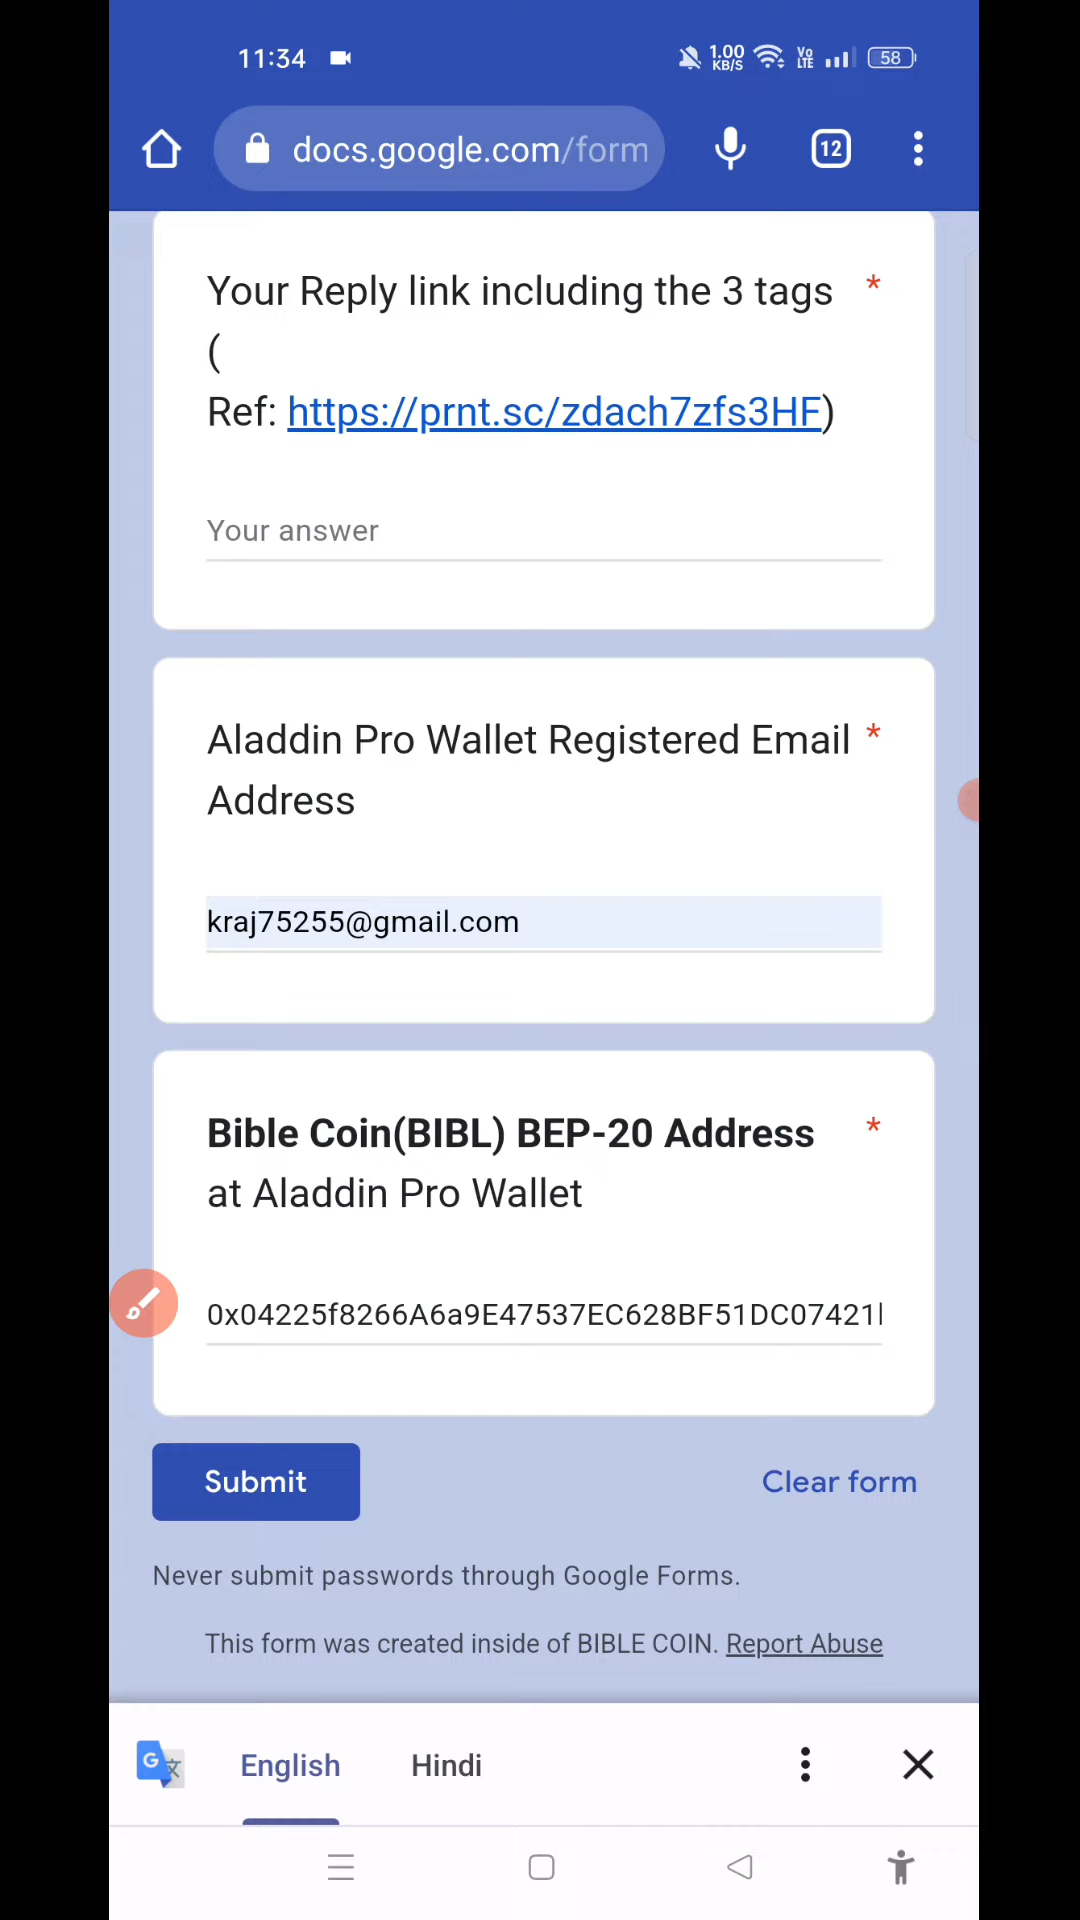 11:34
1.00 KB/S
Vo LTE
58
docs.google.com/form
12
Your Reply link including the 3 tags *
(
Ref: https://prnt.sc/zdach7zfs3HF)
Your answer
Aladdin Pro Wallet Registered Email *
Address
kraj75255@gmail.com
Bible Coin(BIBL) BEP-20 Address *
at Aladdin Pro Wallet
0x04225f8266A6a9E47537EC628BF51DC07421
Submit
Clear form
Never submit passwords through Google Forms.
This form was created inside of BIBLE COIN. Report Abuse
G 文
English
Hindi